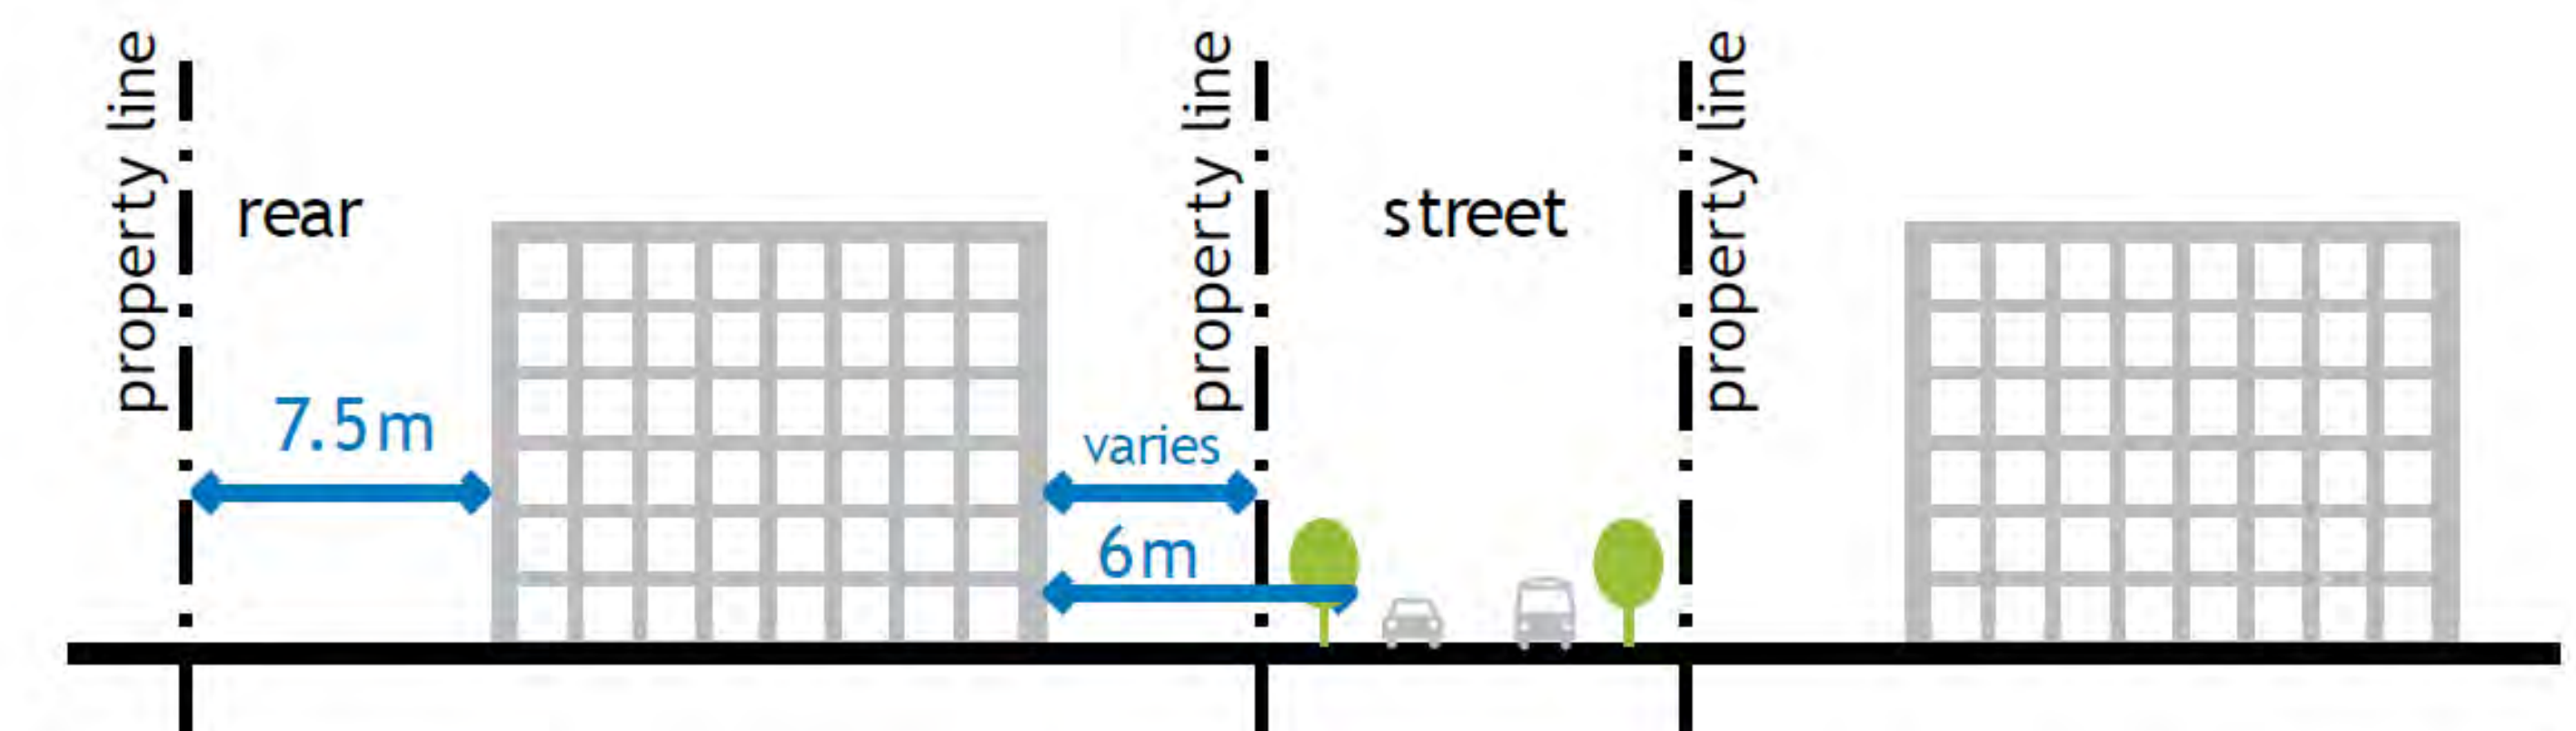 property line
rear
7.5m
varies
6m
property line
street
property line